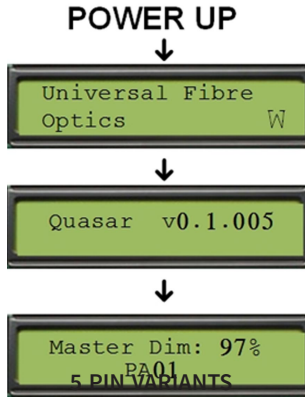 POWER UP
Universal Fibre
Optics W
Quasar v0.1.005
Master Dim: 97%
PA01
5 PIN VARIANTS